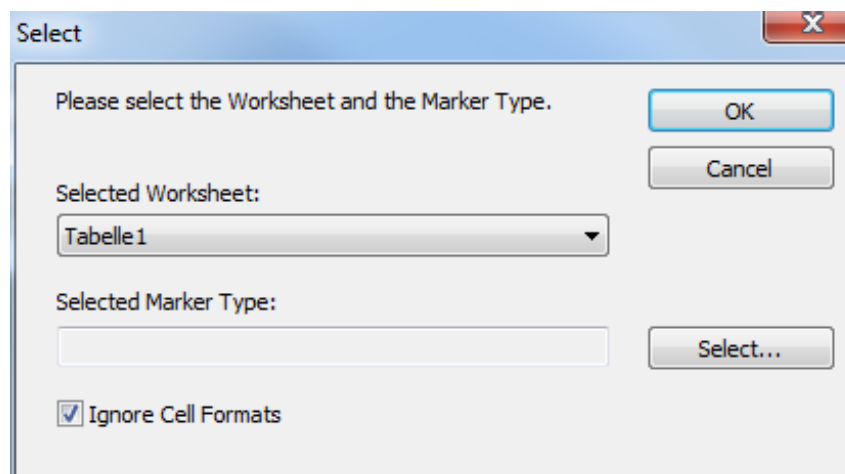 Select
Please select the Worksheet and the Marker Type.
OK
Cancel
Selected Worksheet:
Tabelle1
Selected Marker Type:
Select...
Ignore Cell Formats